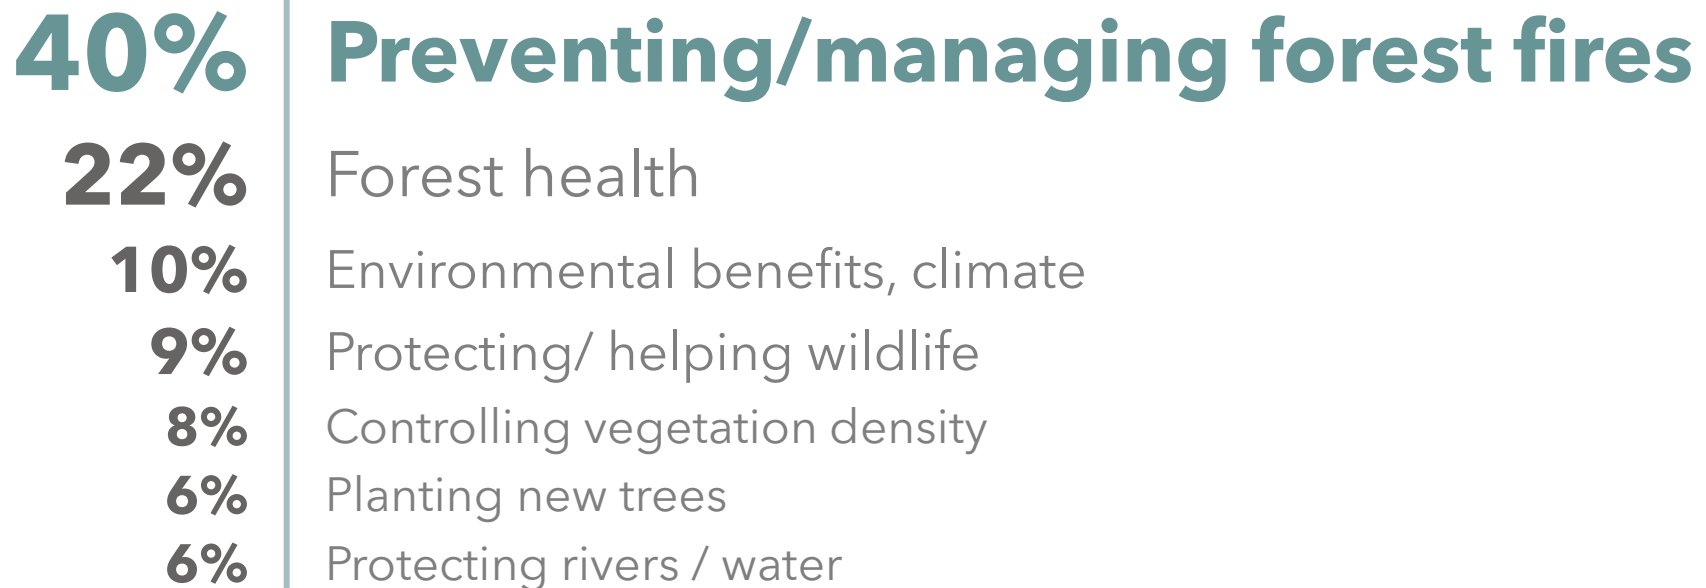 40% Preventing/managing forest fires
22% Forest health
10% Environmental benefits, climate
9% Protecting/ helping wildlife
8% Controlling vegetation density
6% Planting new trees
6% Protecting rivers / water